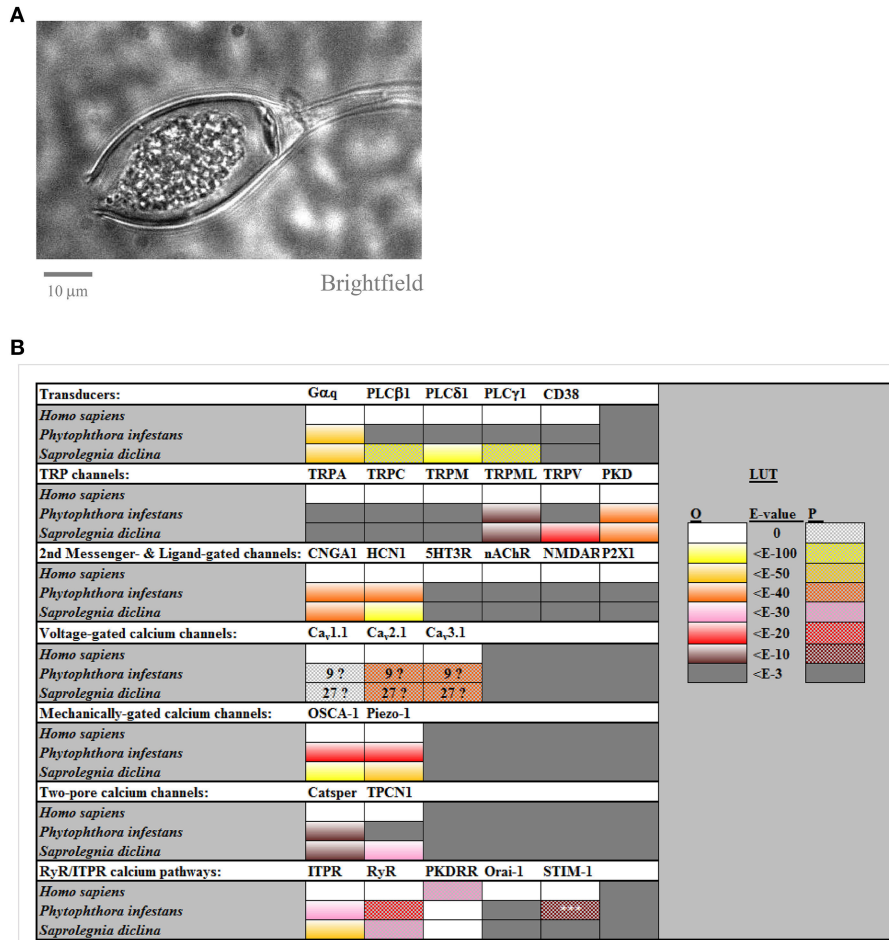 A
10 μm
Brightfield
B
Transducers: Gαq PLCβ1 PLCδ1 PLCγ1 CD38
Homo sapiens
Phytophthora infestans
Saprolegnia diclina
TRP channels: TRPA TRPC TRPM TRPML TRPV PKD
Homo sapiens
Phytophthora infestans
Saprolegnia diclina
2nd Messenger- & Ligand-gated channels: CNGA1 HCN1 5HT3R nAChR NMDAR P2X1
Homo sapiens
Phytophthora infestans
Saprolegnia diclina
Voltage-gated calcium channels: Cav1.1 Cav2.1 Cav3.1
Homo sapiens
Phytophthora infestans 9 ? 9 ? 9 ?
Saprolegnia diclina 27 ? 27 ? 27 ?
Mechanically-gated calcium channels: OSCA-1 Piezo-1
Homo sapiens
Phytophthora infestans
Saprolegnia diclina
Two-pore calcium channels: Catsper TPCN1
Homo sapiens
Phytophthora infestans
Saprolegnia diclina
RyR/ITPR calcium pathways: ITPR RyR PKDRR Orai-1 STIM-1
Homo sapiens
Phytophthora infestans ***
Saprolegnia diclina
LUT
O E-value P
0
<E-100
<E-50
<E-40
<E-30
<E-20
<E-10
<E-3